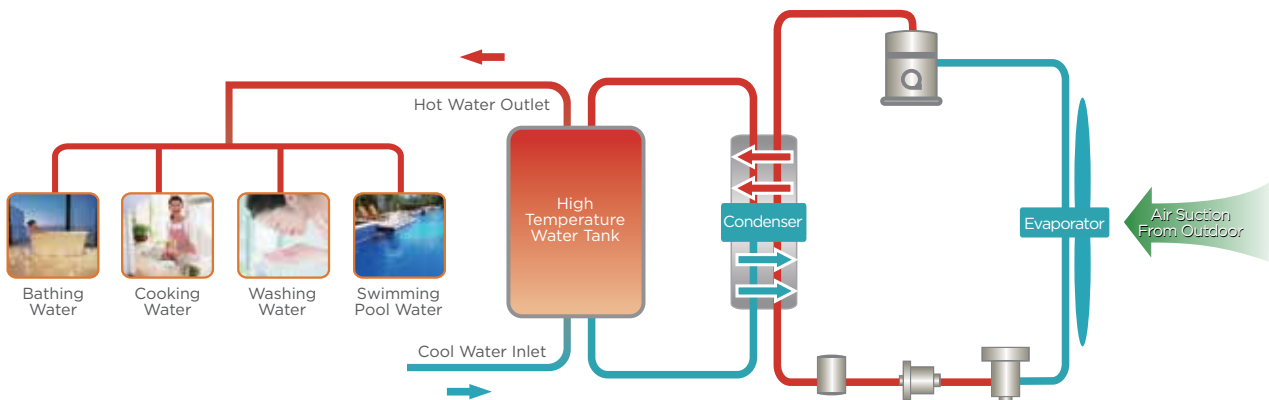 Hot Water Outlet
High
Temperature
Water Tank
Condenser
Evaporator
Air Suction
From Outdoor
Bathing
Water
Cooking
Water
Washing
Water
Swimming
Pool Water
Cool Water Inlet